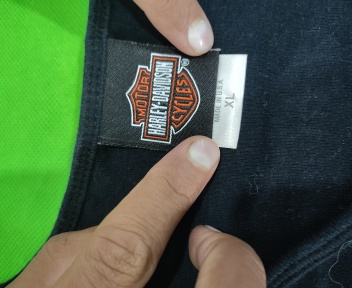 MOTOR
HARLEY-DAVIDSON
CYCLES
®
MADE IN U.S.A.
XL